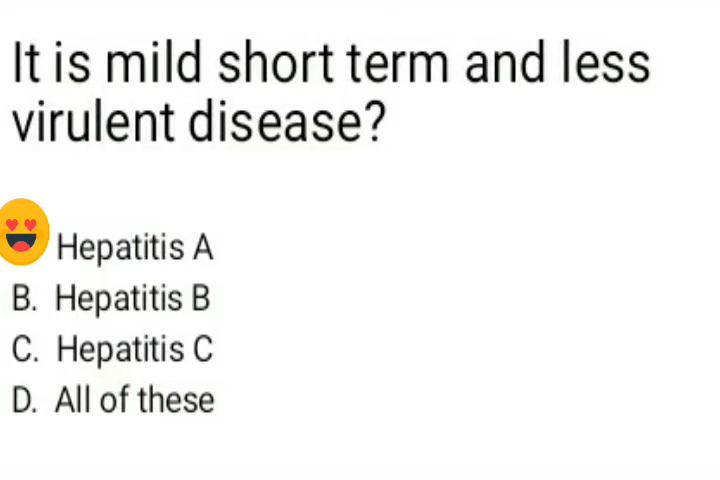 It is mild short term and less
virulent disease?
Hepatitis A
B. Hepatitis B
C. Hepatitis C
D. All of these